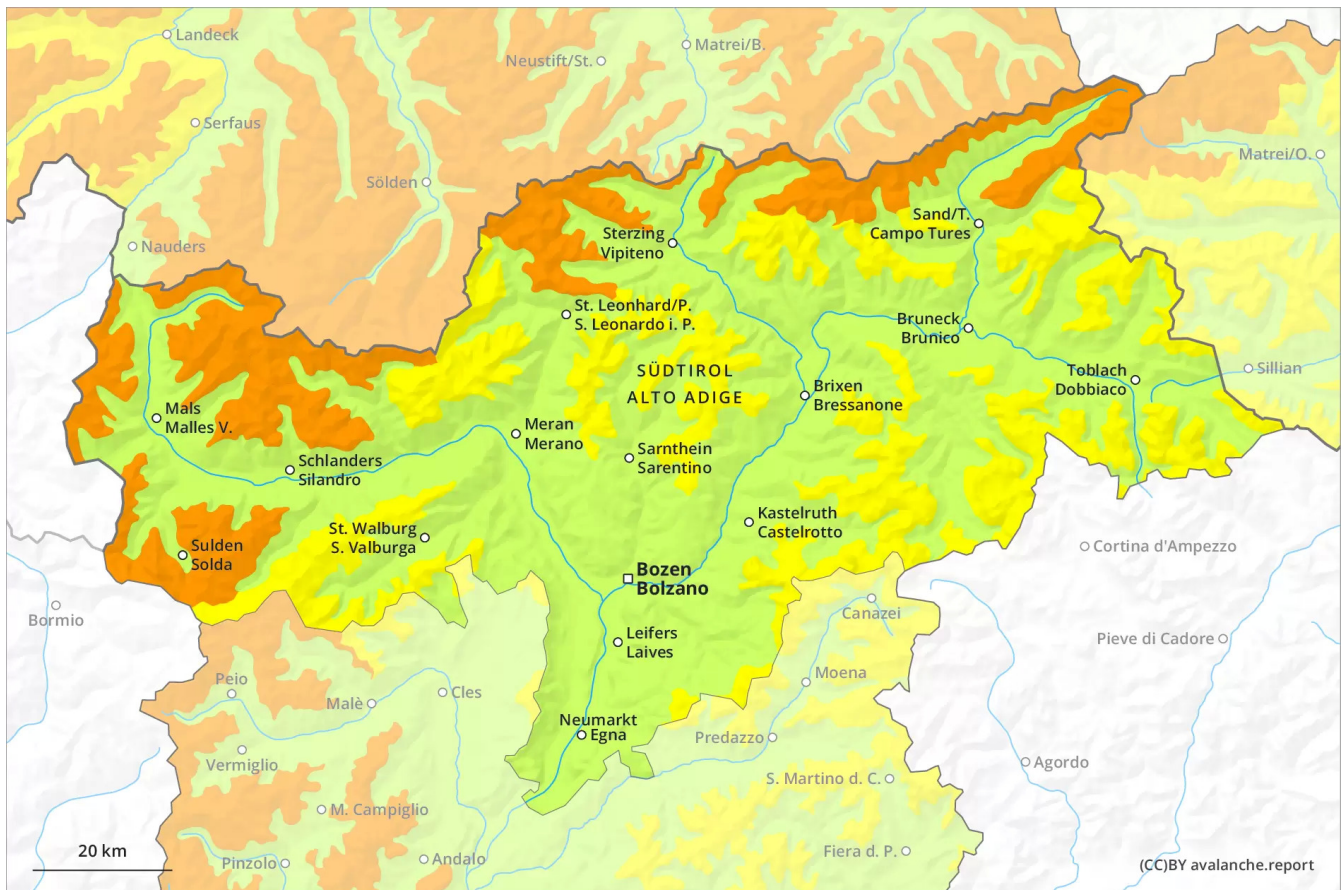 Landeck
Matrei/B.
Neustift/St.
Serfaus
Matrei/O.
Sölden
Nauders
Sand/T.
Campo Tures
Sterzing
Vipiteno
St. Leonhard/P.
S. Leonardo i. P.
Bruneck
Brunico
SÜDTIROL
ALTO ADIGE
Toblach
Dobbiaco
Sillian
Brixen
Bressanone
Mals
Malles V.
Meran
Merano
Sarnthein
Sarentino
Schlanders
Silandro
Kastelruth
Castelrotto
St. Walburg
S. Valburga
Sulden
Solda
Cortina d'Ampezzo
Bozen
Bolzano
Bormio
Canazei
Leifers
Laives
Pieve di Cadore
Peio
Moena
Malè
Cles
Neumarkt
Egna
Predazzo
Vermiglio
Agordo
S. Martino d. C.
M. Campiglio
20 km
Fiera d. P.
Pinzolo
Andalo
(CC)BY avalanche.report